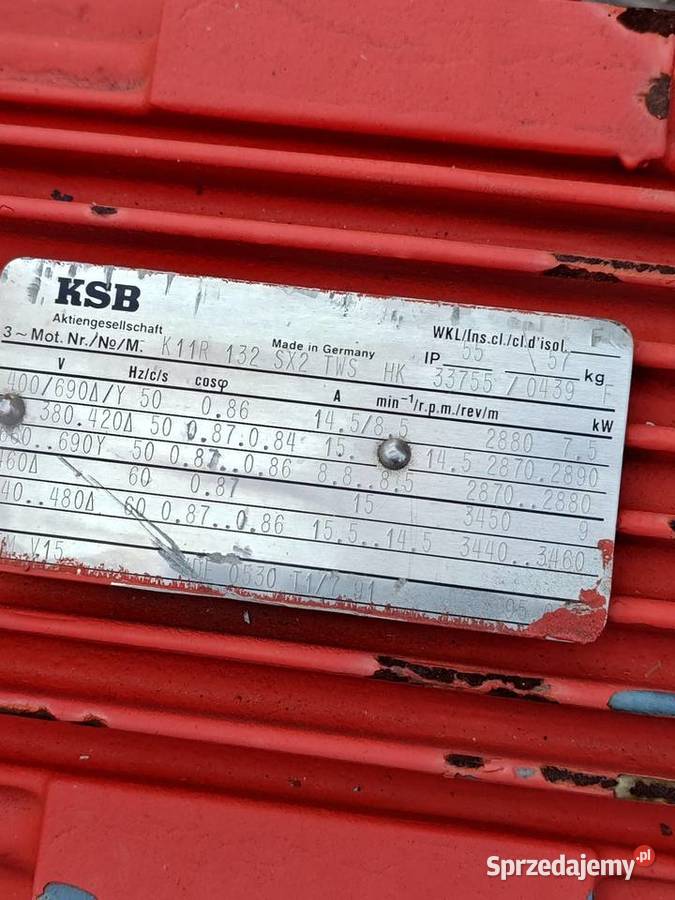 KSB
Aktiengesellschaft
Made in Germany
WKL/Ins.cl./cl.d'isol. F
3~Mot. Nr./No/M. K11R 132 SX2 TWS HK 33755/0439 F
IP 55 57 kg
V Hz/c/s cosφ A min⁻¹/r.p.m./rev/m kW
400/690Δ/Y 50 0.86 14.5/8.5 2880 7.5
380.420Δ 50 0.87.0.84 15. 14.5 2870.2890
690Y 50 0.87..0.86 8.8..8.5 2870..2880
460Δ 60 0.87 15 3450 9
480Δ 60 0.87..0.86 15.5..14.5 3440..3460
V15 0530 T1/7.91
Sprzedajemy.pl